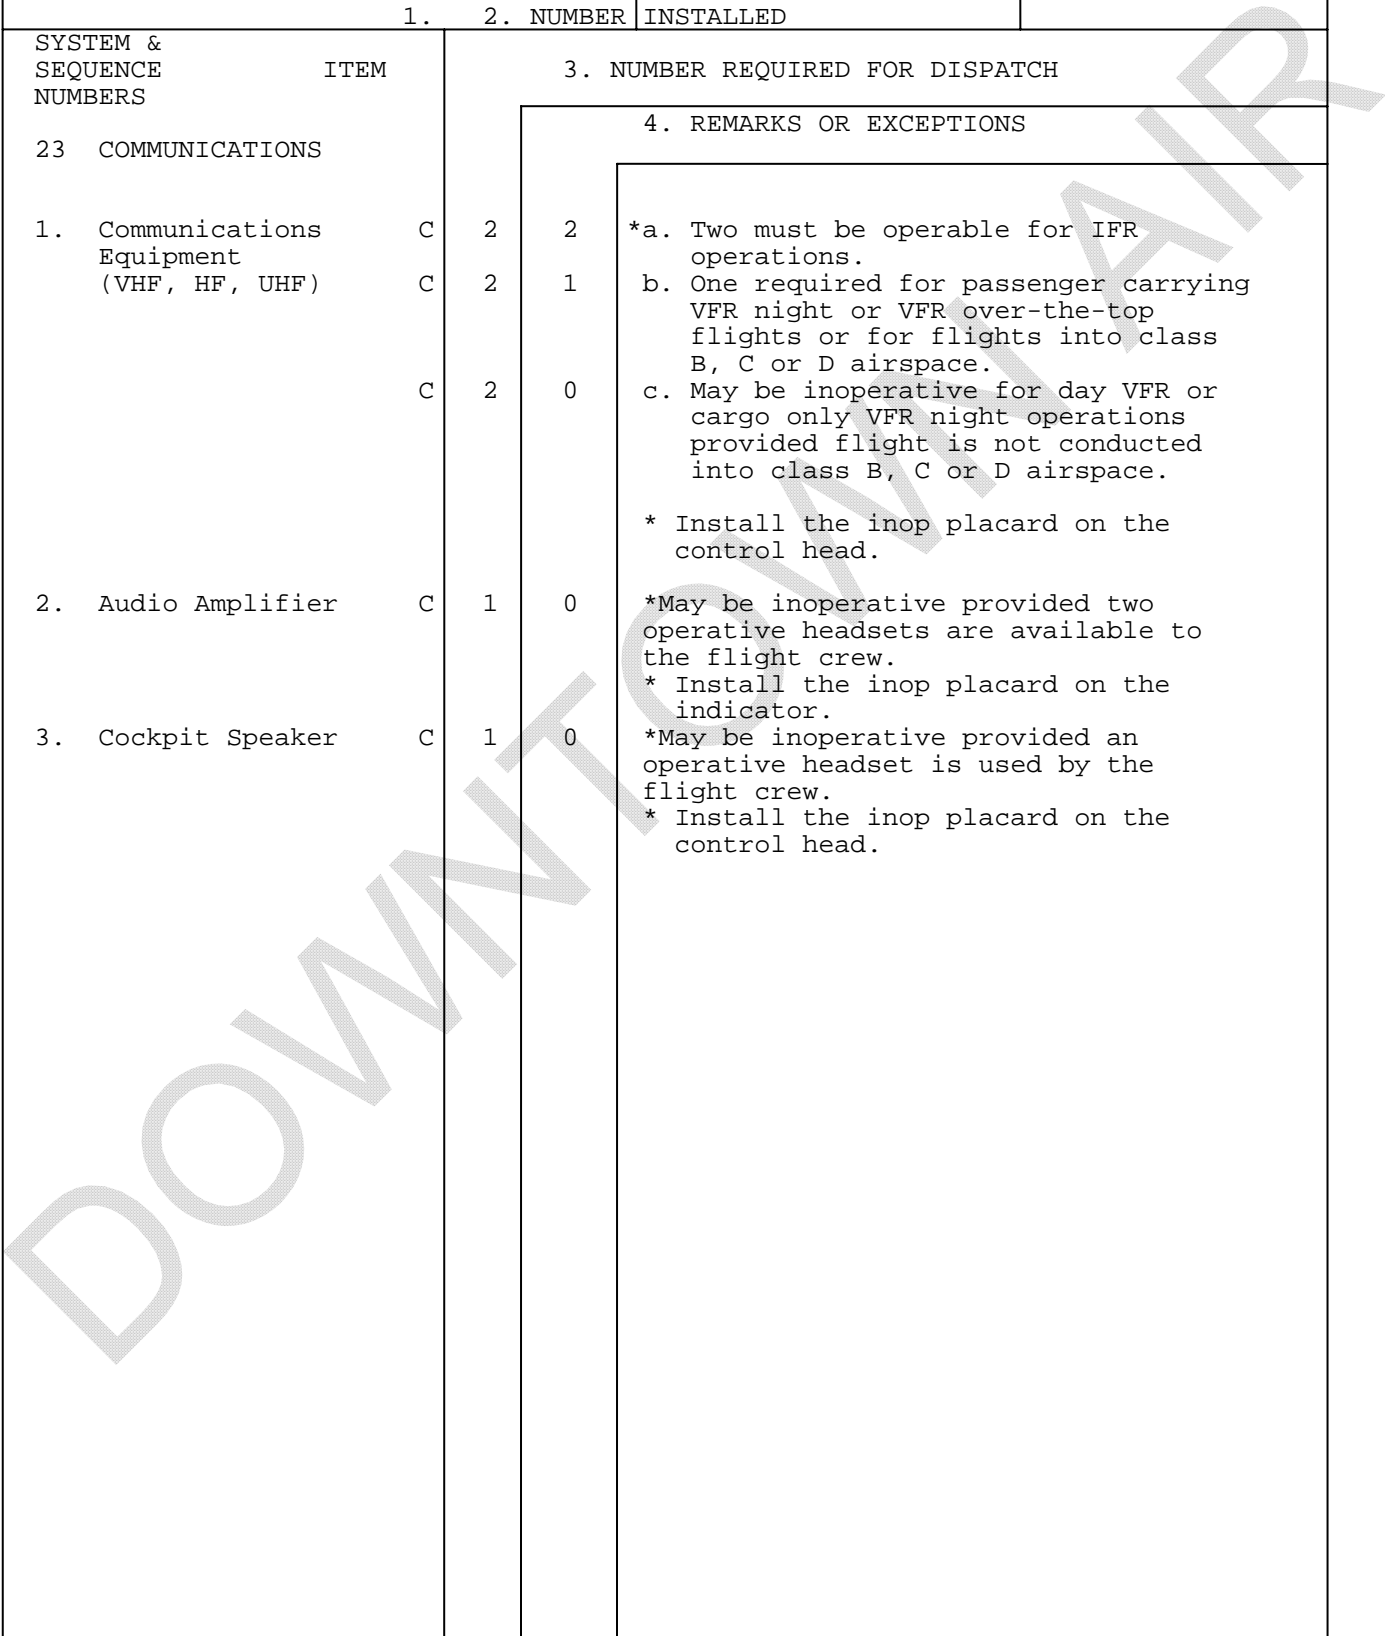 1. 2. NUMBER INSTALLED
SYSTEM &
SEQUENCE ITEM 3. NUMBER REQUIRED FOR DISPATCH
NUMBERS
4. REMARKS OR EXCEPTIONS
23 COMMUNICATIONS
1. Communications C 2 2 *a. Two must be operable for IFR
Equipment operations.
(VHF, HF, UHF) C 2 1 b. One required for passenger carrying
VFR night or VFR over-the-top
flights or for flights into class
B, C or D airspace.
C 2 0 c. May be inoperative for day VFR or
cargo only VFR night operations
provided flight is not conducted
into class B, C or D airspace.
* Install the inop placard on the
control head.
2. Audio Amplifier C 1 0 *May be inoperative provided two
operative headsets are available to
the flight crew.
* Install the inop placard on the
indicator.
3. Cockpit Speaker C 1 0 *May be inoperative provided an
operative headset is used by the
flight crew.
* Install the inop placard on the
control head.
DOWNTOWN AIR